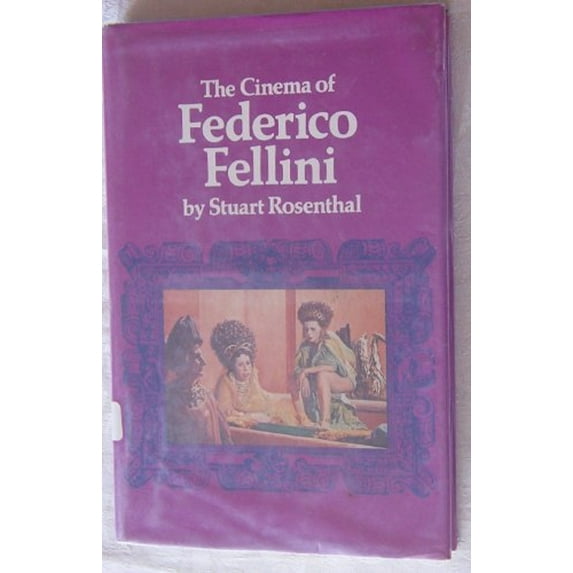 The Cinema of
Federico
Fellini
by Stuart Rosenthal